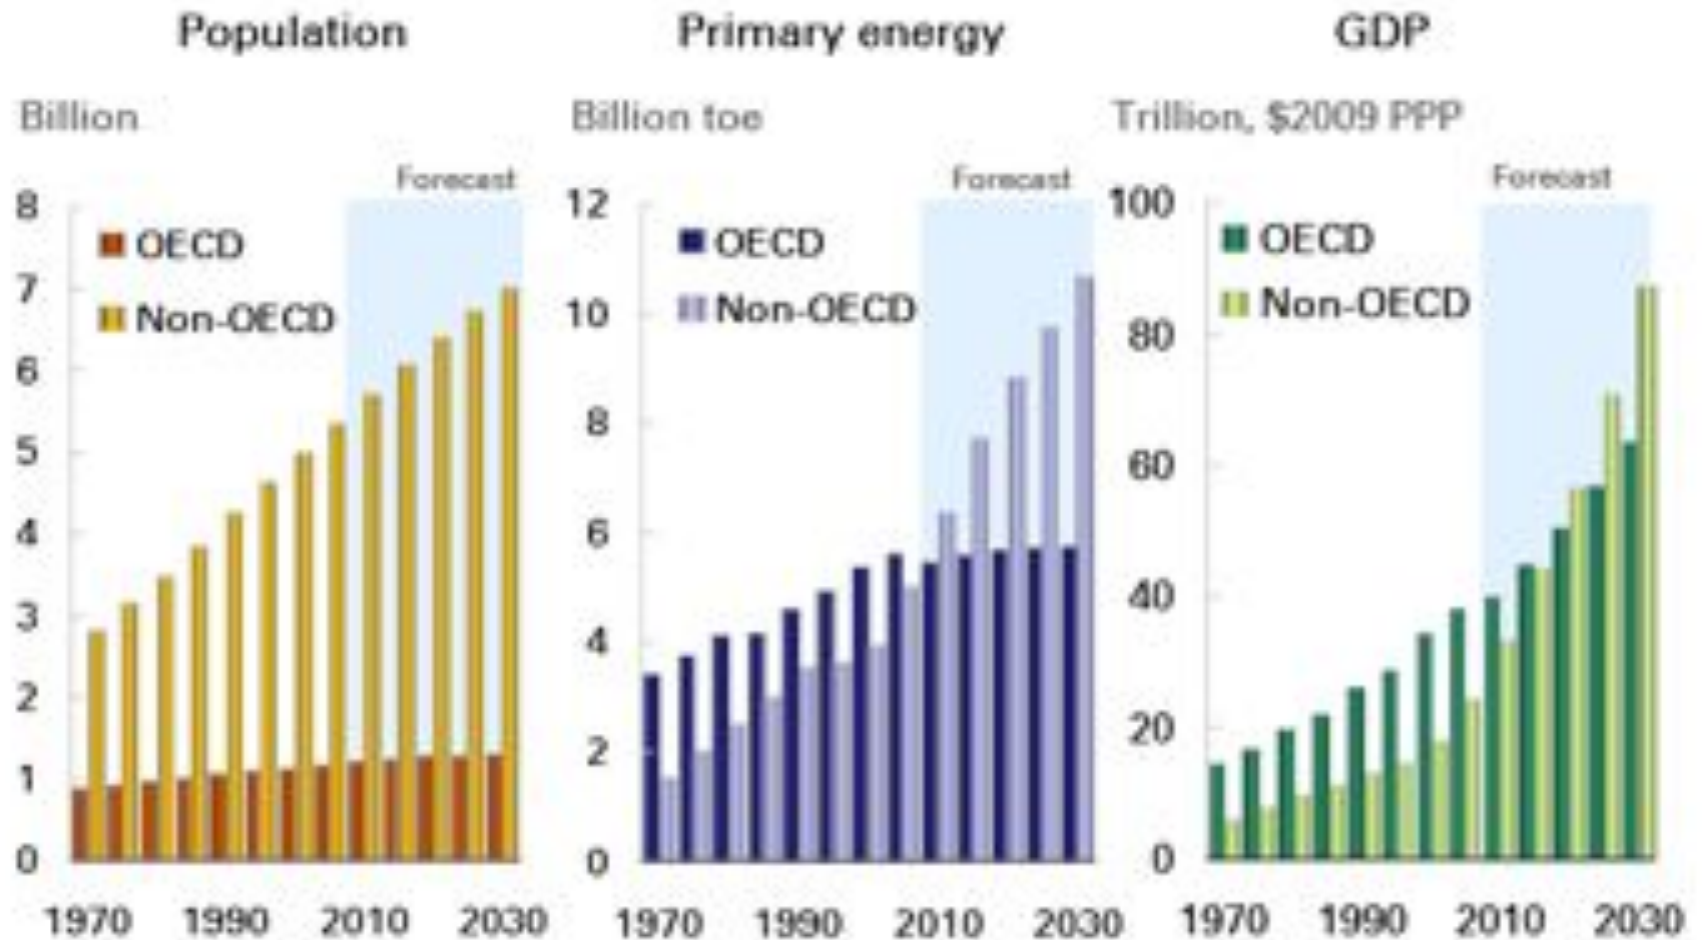 Population
Billion
Forecast
8
7
6
5
4
3
2
1
0
OECD
Non-OECD
1970 1990 2010 2030
Primary energy
Billion toe
Forecast
12
10
8
6
4
2
0
OECD
Non-OECD
1970 1990 2010 2030
GDP
Trillion, $2009 PPP
Forecast
100
80
60
40
20
0
OECD
Non-OECD
1970 1990 2010 2030